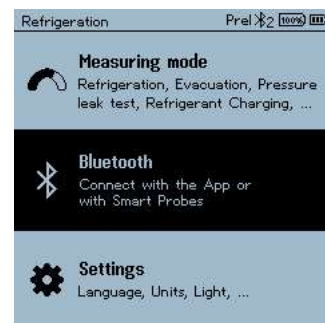 Refrigeration Prel 2 100%
Measuring mode
Refrigeration, Evacuation, Pressure
leak test, Refrigerant Charging, ...
Bluetooth
Connect with the App or
with Smart Probes
Settings
Language, Units, Light, ...